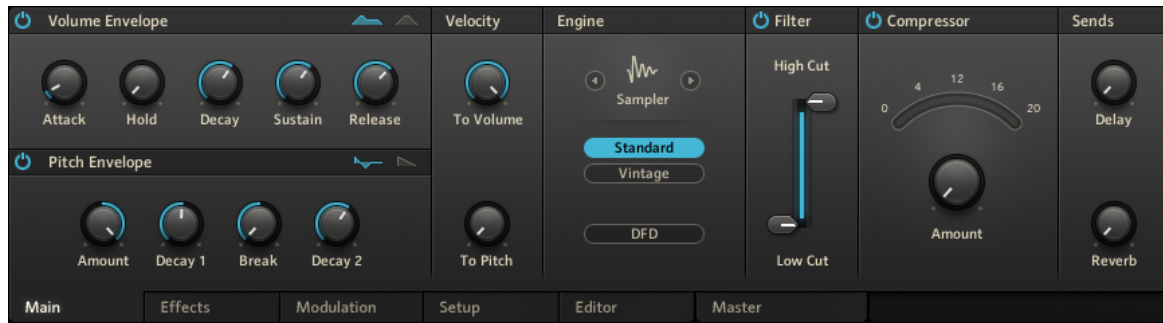 Volume Envelope
Velocity
Engine
Filter
Compressor
Sends
High Cut
0 4 12 16 20
Sampler
Attack
Hold
Decay
Sustain
Release
To Volume
Delay
Standard
Pitch Envelope
Vintage
DFD
Amount
Amount
Decay 1
Break
Decay 2
To Pitch
Low Cut
Reverb
Main
Effects
Modulation
Setup
Editor
Master